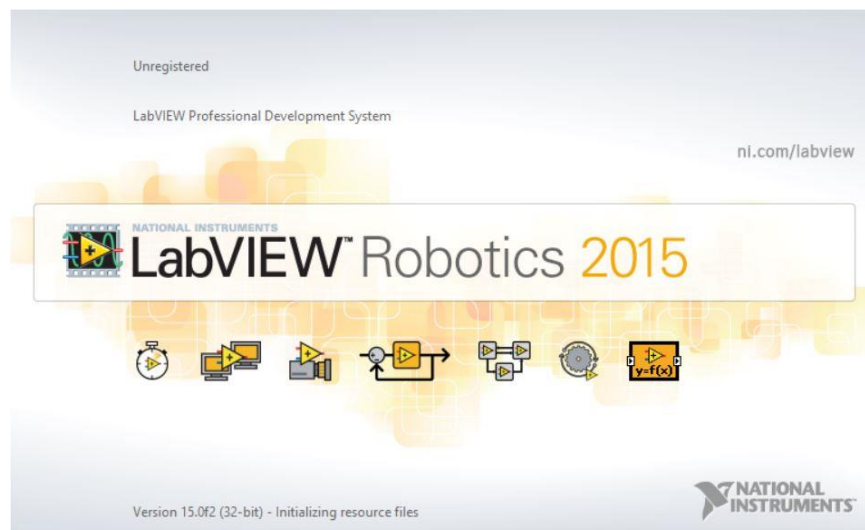 Unregistered
LabVIEW Professional Development System
ni.com/labview
NATIONAL INSTRUMENTS
LabVIEW™ Robotics 2015
y=f(x)
Version 15.0f2 (32-bit) - Initializing resource files
NATIONAL
INSTRUMENTS™